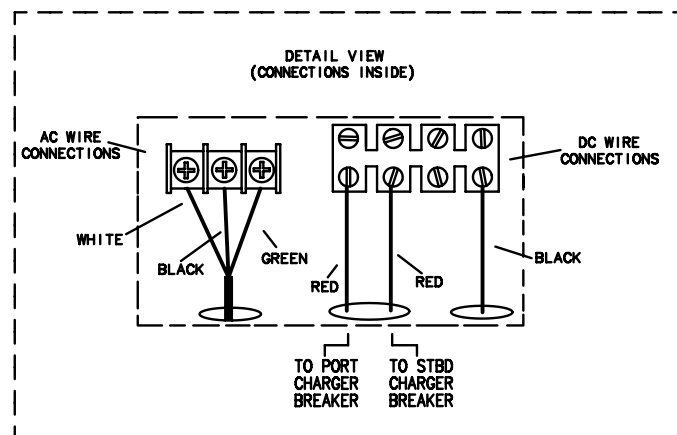 DETAIL VIEW
(CONNECTIONS INSIDE)
AC WIRE
CONNECTIONS
DC WIRE
CONNECTIONS
WHITE
BLACK
GREEN
RED
RED
BLACK
TO PORT
CHARGER
BREAKER
TO STBD
CHARGER
BREAKER